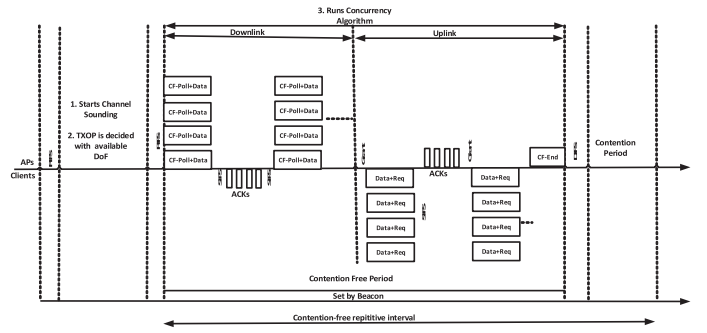 3. Runs Concurrency
Algorithm
Downlink
Uplink
CF-Poll+Data
CF-Poll+Data
CF-Poll+Data
CF-Poll+Data
CF-Poll+Data
CF-Poll+Data
CF-Poll+Data
CF-Poll+Data
1. Starts Channel
Sounding
2. TXOP is decided
with available
DoF
APs
Clients
ACKs
ACKs
CF-End
Contention
Period
Data+Req
Data+Req
Data+Req
Data+Req
Data+Req
Data+Req
Data+Req
Data+Req
Contention Free Period
Set by Beacon
Contention-free repititive interval